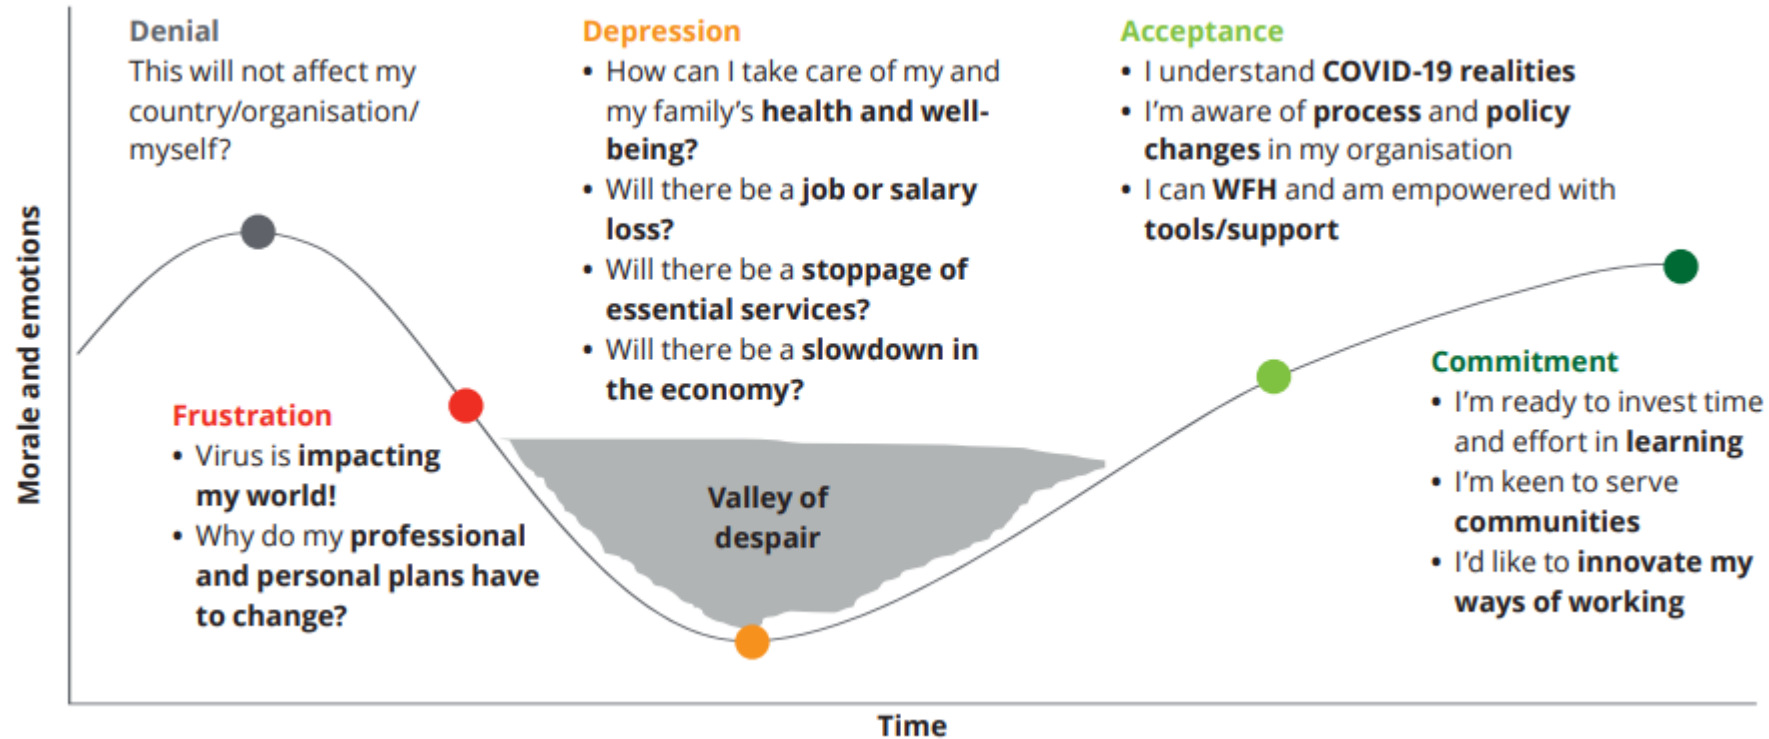 Denial
This will not affect my
country/organisation/
myself?
Frustration
• Virus is impacting
my world!
• Why do my professional
and personal plans have
to change?
Depression
• How can I take care of my and
my family's health and well-
being?
• Will there be a job or salary
loss?
• Will there be a stoppage of
essential services?
• Will there be a slowdown in
the economy?
Valley of
despair
Acceptance
• I understand COVID-19 realities
• I'm aware of process and policy
changes in my organisation
• I can WFH and am empowered with
tools/support
Commitment
• I'm ready to invest time
and effort in learning
• I'm keen to serve
communities
• I'd like to innovate my
ways of working
Morale and emotions
Time